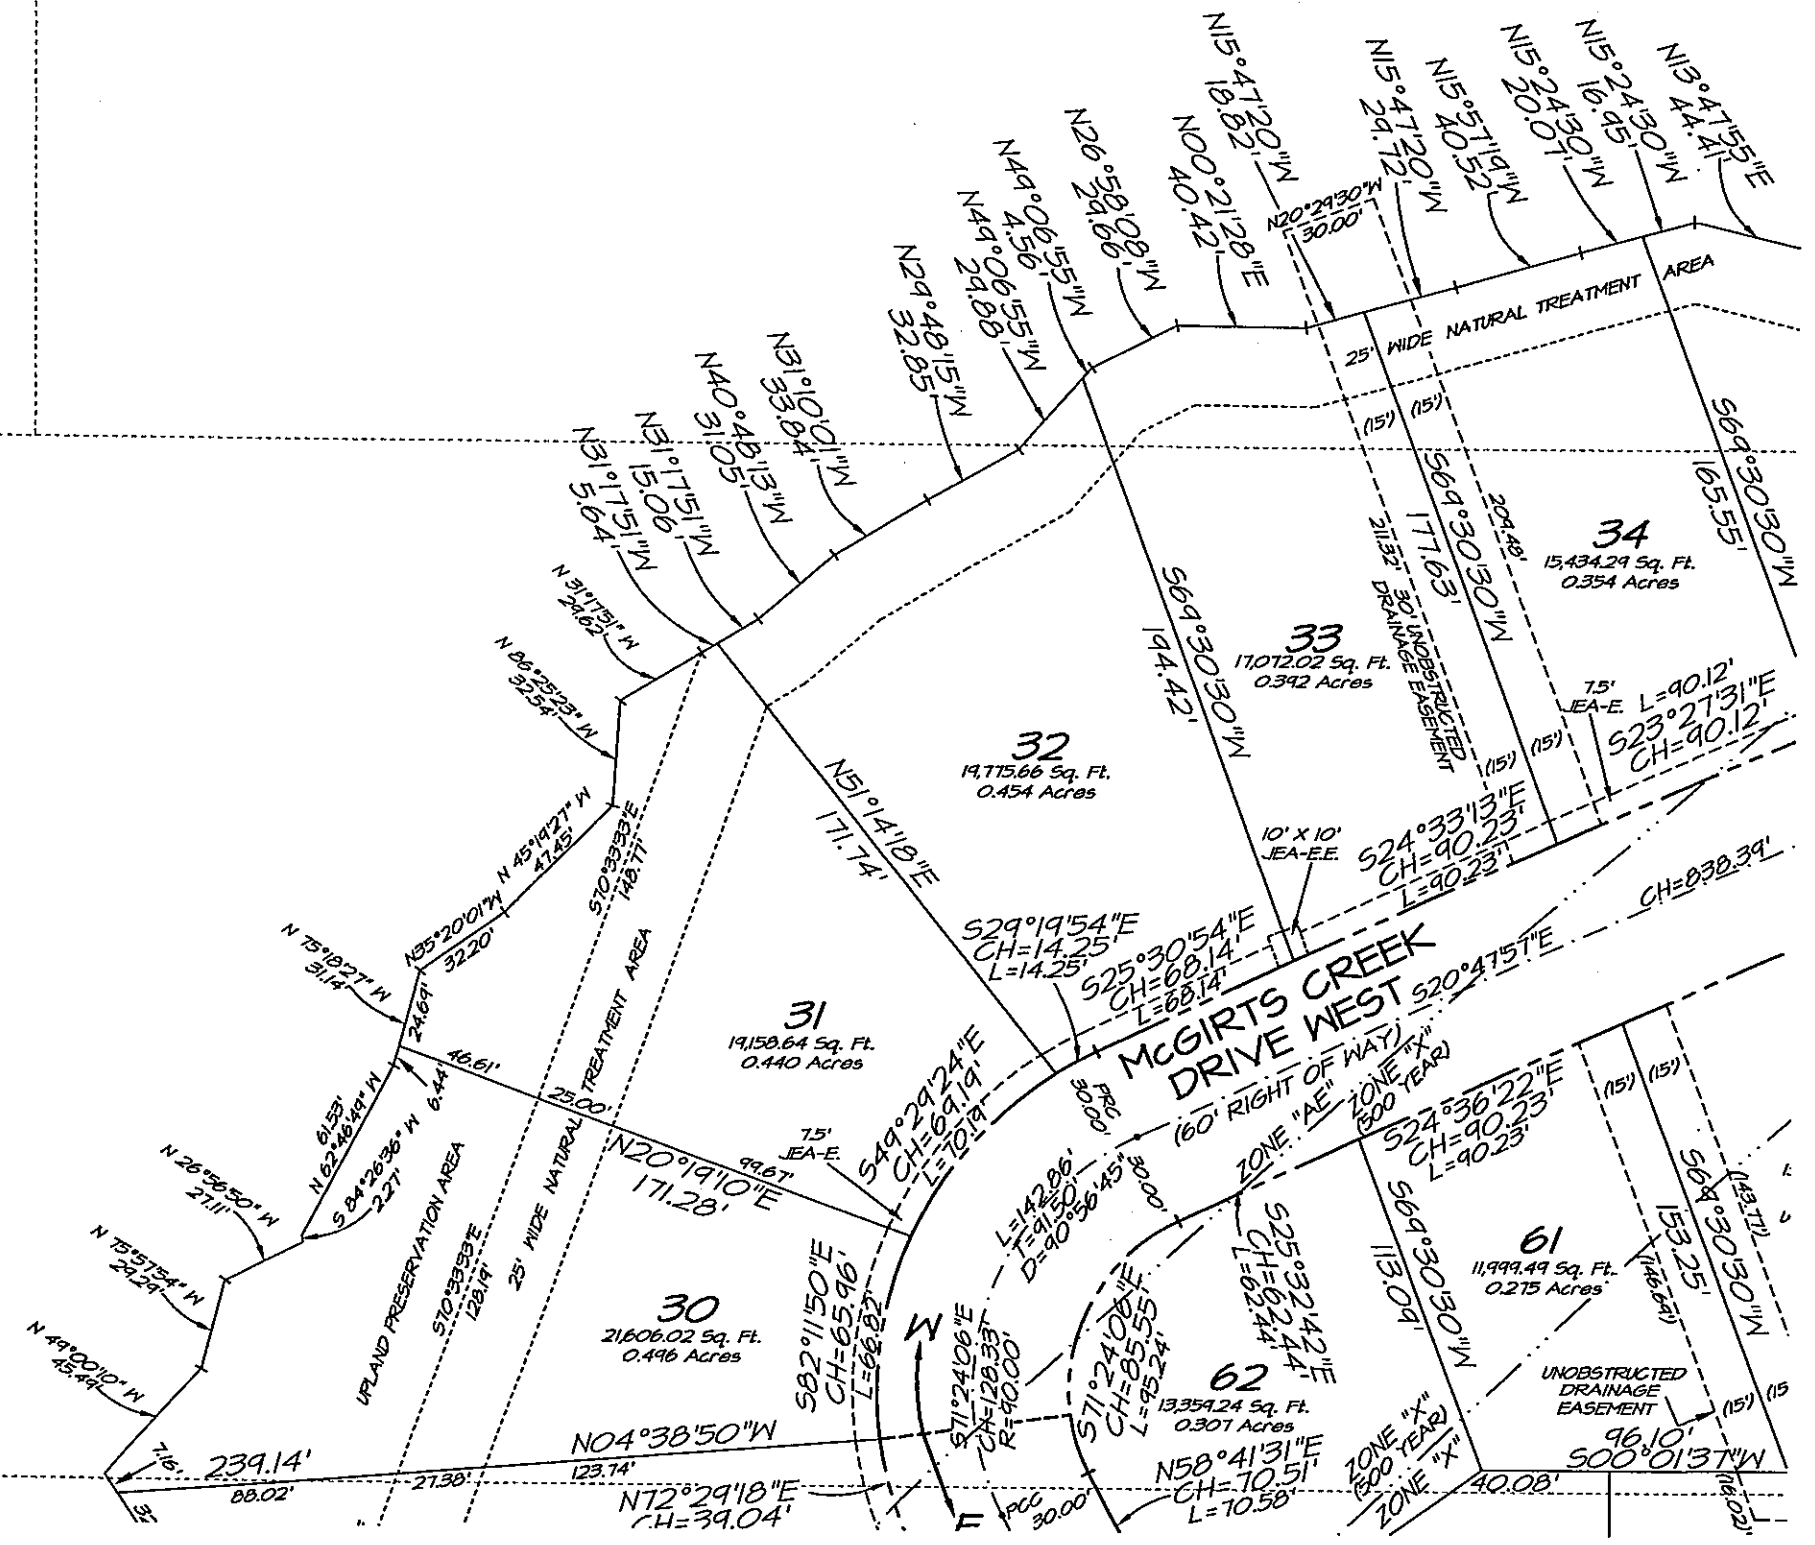 N15°47'20"W
18.82'
N15°47'20"W
29.72'
N15°57'19"W
40.52'
N15°24'30"W
20.07'
N15°24'30"W
16.95'
N13°47'55"E
44.41'
N00°21'28"E
40.42'
N26°58'08"W
29.66'
N49°06'55"W
4.56'
N49°06'55"W
29.88'
N29°48'15"W
32.85'
N31°10'01"W
33.84'
N40°48'13"W
31.05'
N31°17'51"W
15.06'
N31°17'51"W
5.64'
N20°29'30"W
30.00'
25' WIDE NATURAL TREATMENT AREA
(15')
(15')
S69°30'30"W
165.55'
209.48'
S69°30'30"W
177.63'
211.32'
30' UNOBSTRUCTED
DRAINAGE EASEMENT
34
15,434.29 Sq. Ft.
0.354 Acres
N 31°17'51" W
29.62'
N 86°25'23" W
32.54'
S69°30'30"W
194.42'
33
17,072.02 Sq. Ft.
0.392 Acres
7.5'
JEA-E.
L=90.12'
S23°27'31"E
CH=90.12'
(15')
(15')
32
19,775.66 Sq. Ft.
0.454 Acres
N51°14'18"E
171.74'
10' X 10'
JEA-E.E.
S24°33'13"E
CH=90.23'
L=90.23'
N 45°19'27" W
47.45'
S70°33'33"E
148.77'
CH=838.39'
N35°20'01"W
32.20'
N 75°18'27" W
31.14'
24.69'
S29°19'54"E
CH=14.25'
L=14.25'
S25°30'54"E
CH=68.14'
L=68.14'
McGIRTS CREEK
DRIVE WEST
S20°47'57"E
(60' RIGHT OF WAY)
31
19,158.64 Sq. Ft.
0.440 Acres
25' WIDE NATURAL TREATMENT AREA
46.61'
25.00'
N20°19'10"E
171.28'
99.67'
7.5'
JEA-E.
S49°29'24"E
CH=69.19'
L=70.19'
PRC
30.00'
30.00'
ZONE "AE"
ZONE "X"
(500 YEAR)
S24°36'22"E
CH=90.23'
L=90.23'
(15')
(15')
61.53'
N 62°46'49" W
6.44'
S 84°26'36" W
2.27'
N 26°56'50" W
27.11'
N 75°57'54" W
29.29'
N 49°00'10" W
45.49'
UPLAND PRESERVATION AREA
S70°33'33"E
128.19'
30
21,606.02 Sq. Ft.
0.496 Acres
S82°11'50"E
CH=65.96'
L=66.82'
L=142.86'
T=91.50'
D=90°56'45"
S71°24'06"E
CH=128.33'
R=90.00'
S71°24'06"E
CH=85.55'
L=95.24'
S25°32'42"E
CH=62.44'
L=62.44'
S69°30'30"W
113.09'
61
11,999.49 Sq. Ft.
0.275 Acres
(146.69')
S69°30'30"W
153.25'
(143.77')
62
13,359.24 Sq. Ft.
0.307 Acres
UNOBSTRUCTED
DRAINAGE
EASEMENT
(15')
(15
7.16'
239.14'
88.02'
27.38'
N04°38'50"W
123.74'
W
E
N72°29'18"E
CH=39.04'
PCC
30.00'
N58°41'31"E
CH=70.51'
L=70.58'
ZONE "X"
(500 YEAR)
ZONE "X"
96.10'
S00°01'37"W
40.08'
(116.02')